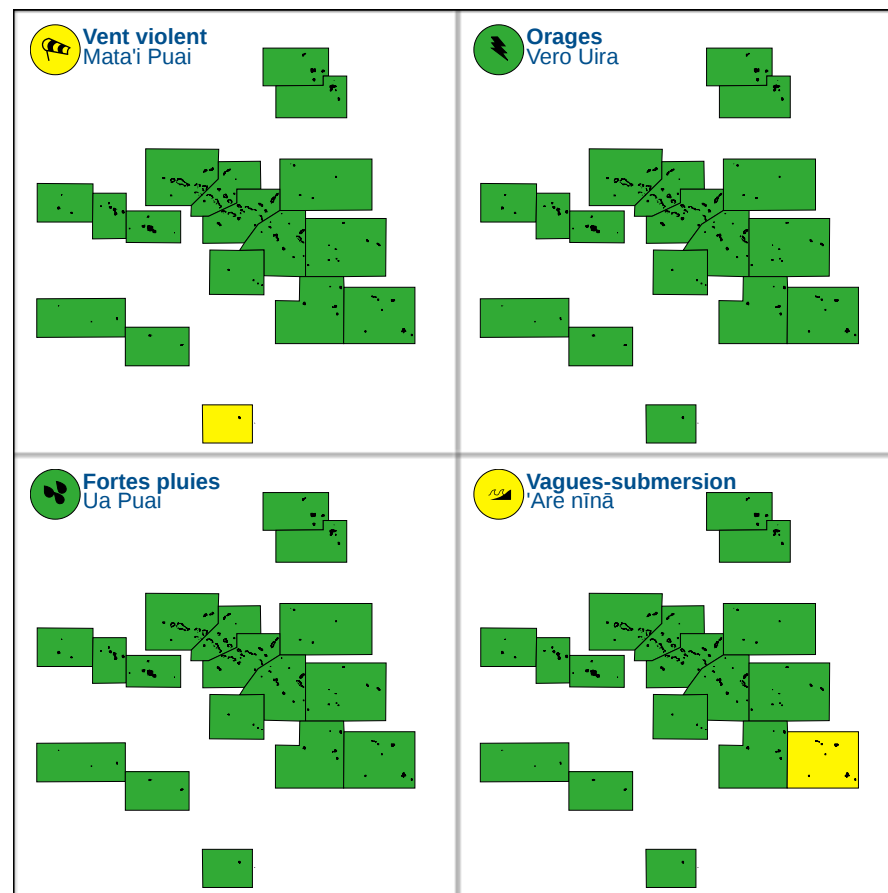 Vent violent
Mata'i Puai
Orages
Vero Uira
Fortes pluies
Ua Puai
Vagues-submersion
'Are nīnā